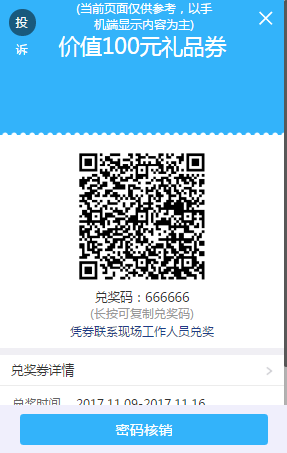 (当前页面仅供参考，以手
机端显示内容为主)
投
诉
价值100元礼品券
兑奖码：666666
(长按可复制兑奖码)
凭券联系现场工作人员兑奖
兑奖券详情
兑奖时间 2017.11.09-2017.11.16
密码核销